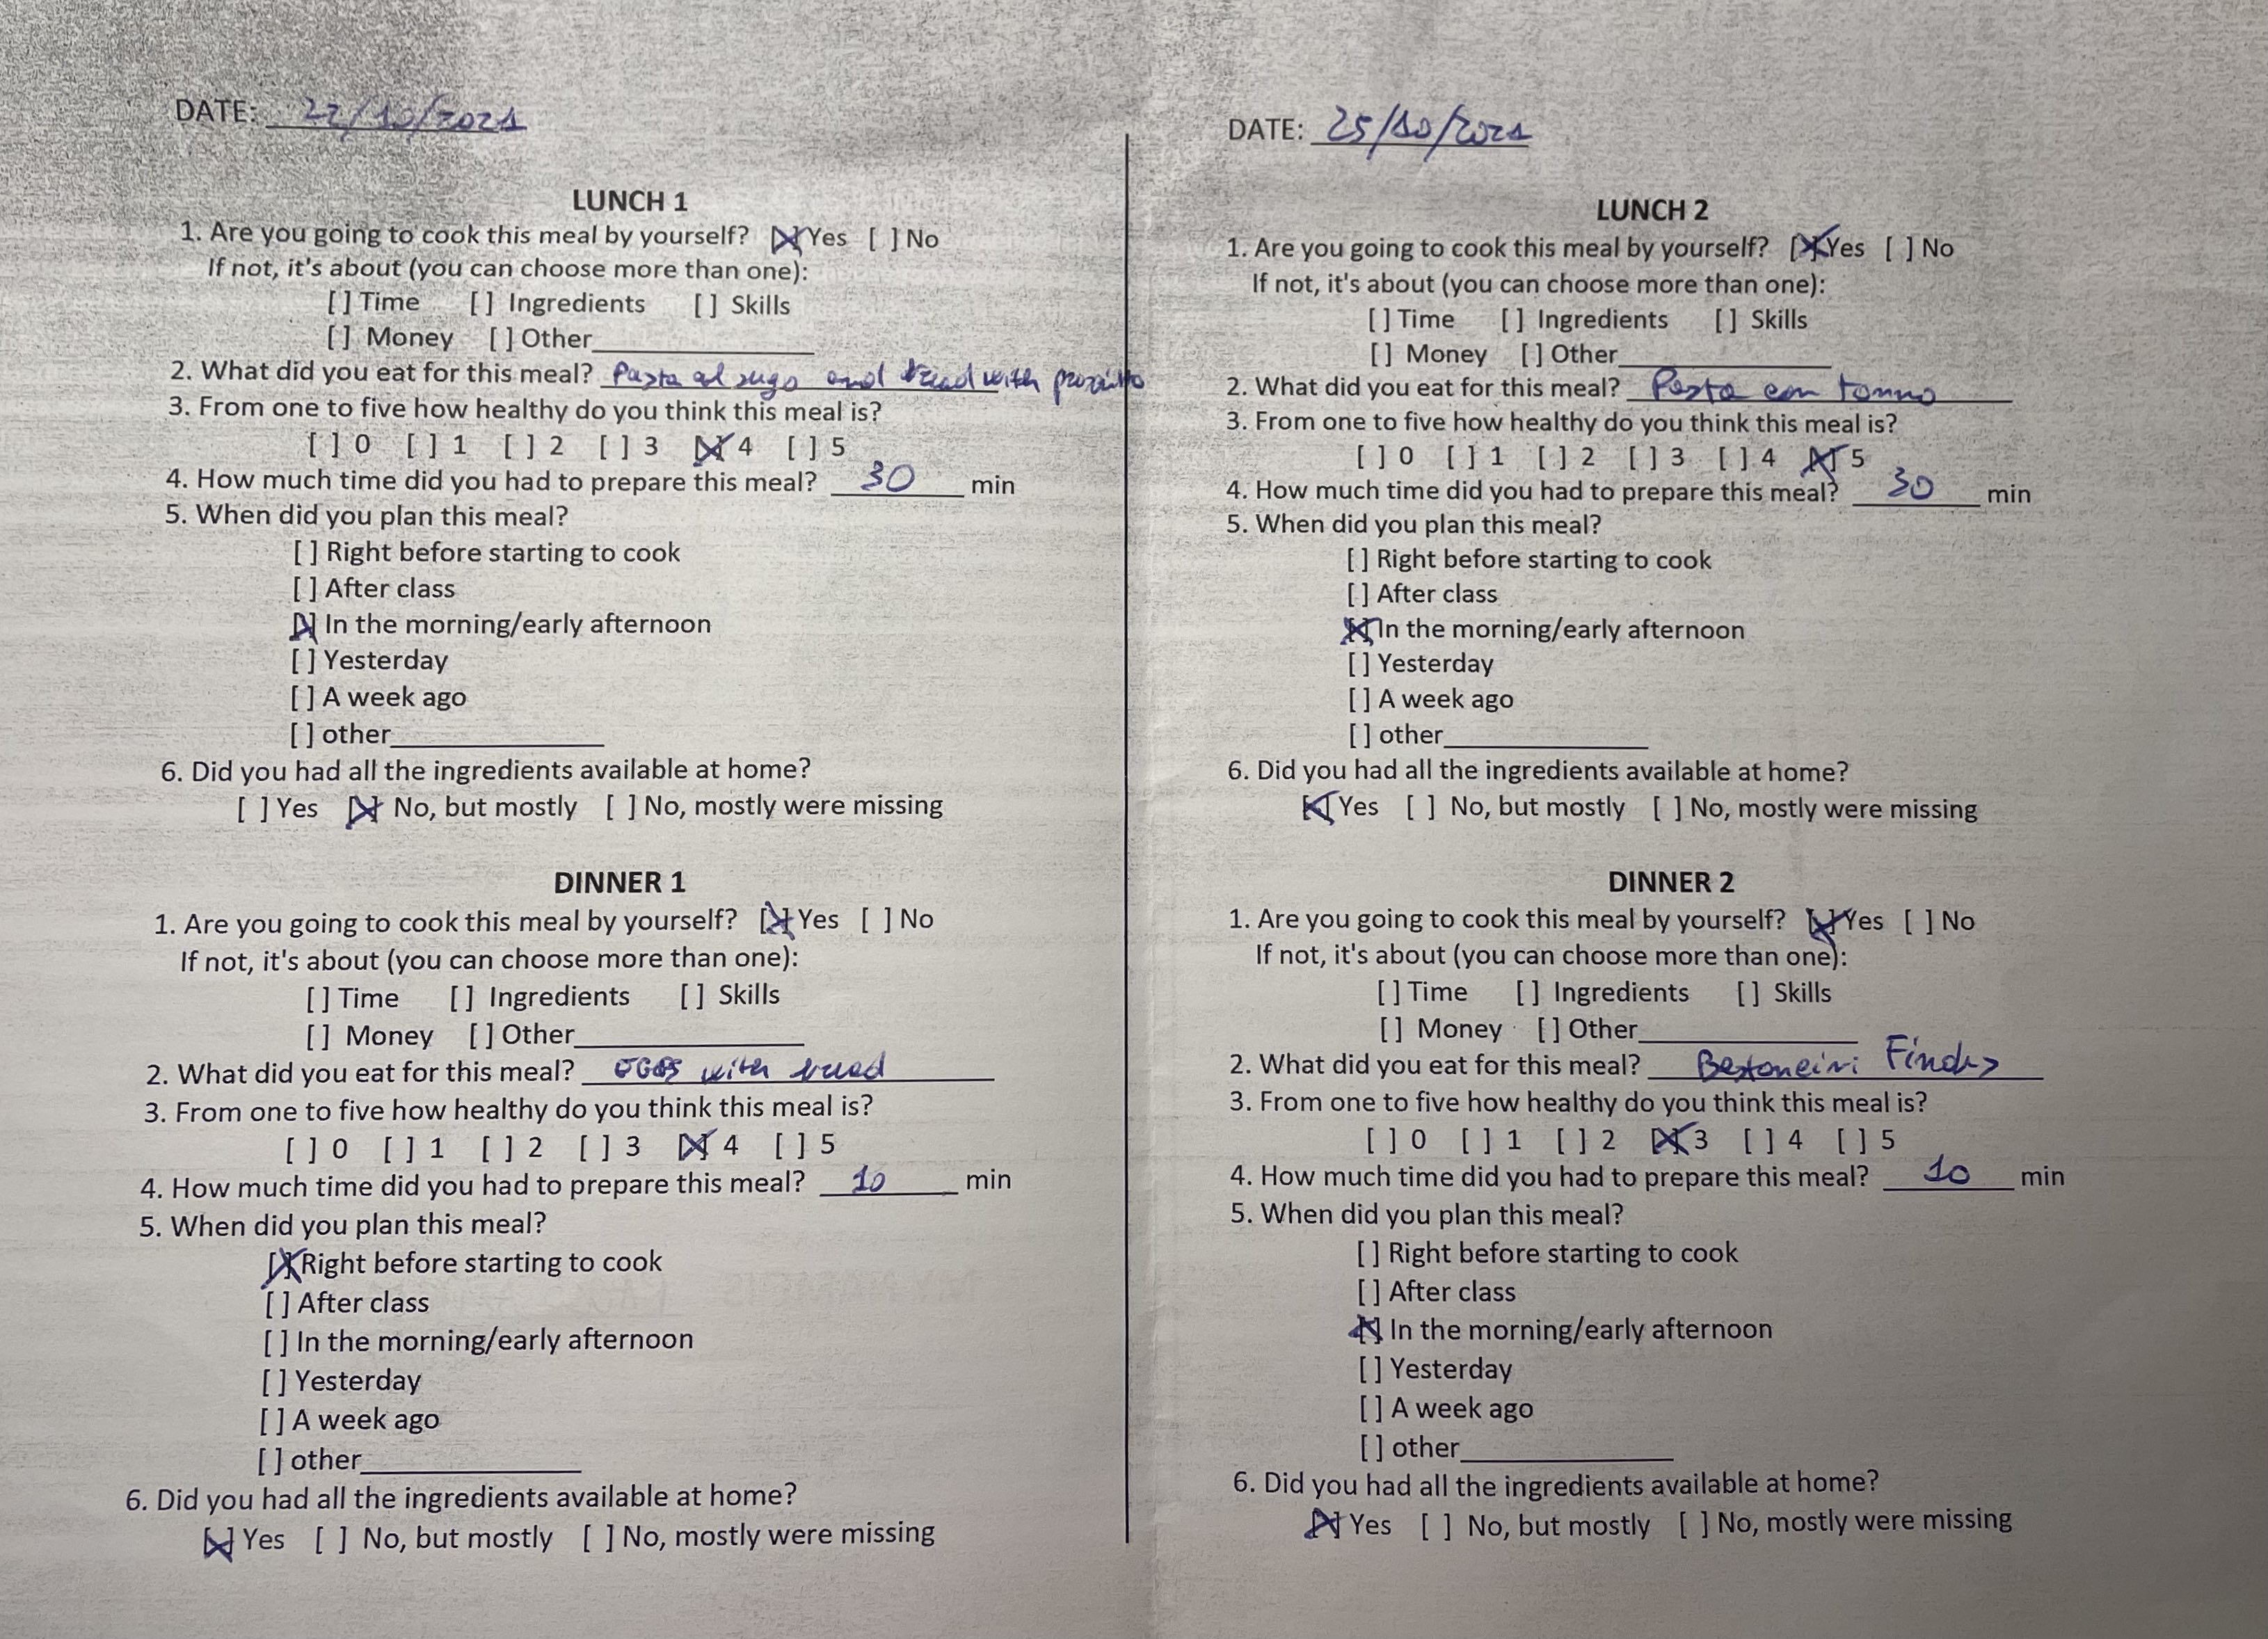 DATE: 22/10/2021
LUNCH 1
1. Are you going to cook this meal by yourself? [X] Yes [ ] No
If not, it's about (you can choose more than one):
[ ] Time [ ] Ingredients [ ] Skills
[ ] Money [ ] Other
2. What did you eat for this meal? Pasta al sugo and bread with
3. From one to five how healthy do you think this meal is?
[ ] 0 [ ] 1 [ ] 2 [ ] 3 [X] 4 [ ] 5
4. How much time did you had to prepare this meal? 30 min
5. When did you plan this meal?
[ ] Right before starting to cook
[ ] After class
[X] In the morning/early afternoon
[ ] Yesterday
[ ] A week ago
[ ] other
6. Did you had all the ingredients available at home?
[ ] Yes [X] No, but mostly [ ] No, mostly were missing
DINNER 1
1. Are you going to cook this meal by yourself? [X] Yes [ ] No
If not, it's about (you can choose more than one):
[ ] Time [ ] Ingredients [ ] Skills
[ ] Money [ ] Other
2. What did you eat for this meal? EGGS with bread
3. From one to five how healthy do you think this meal is?
[ ] 0 [ ] 1 [ ] 2 [ ] 3 [X] 4 [ ] 5
4. How much time did you had to prepare this meal? 10 min
5. When did you plan this meal?
[X] Right before starting to cook
[ ] After class
[ ] In the morning/early afternoon
[ ] Yesterday
[ ] A week ago
[ ] other
6. Did you had all the ingredients available at home?
[X] Yes [ ] No, but mostly [ ] No, mostly were missing
DATE: 25/10/2021
LUNCH 2
1. Are you going to cook this meal by yourself? [X] Yes [ ] No
If not, it's about (you can choose more than one):
[ ] Time [ ] Ingredients [ ] Skills
[ ] Money [ ] Other
2. What did you eat for this meal? Pasta con tonno
3. From one to five how healthy do you think this meal is?
[ ] 0 [ ] 1 [ ] 2 [ ] 3 [ ] 4 [X] 5
4. How much time did you had to prepare this meal? 30 min
5. When did you plan this meal?
[ ] Right before starting to cook
[ ] After class
[X] In the morning/early afternoon
[ ] Yesterday
[ ] A week ago
[ ] other
6. Did you had all the ingredients available at home?
[X] Yes [ ] No, but mostly [ ] No, mostly were missing
DINNER 2
1. Are you going to cook this meal by yourself? [X] Yes [ ] No
If not, it's about (you can choose more than one):
[ ] Time [ ] Ingredients [ ] Skills
[ ] Money [ ] Other
2. What did you eat for this meal? Findus
3. From one to five how healthy do you think this meal is?
[ ] 0 [ ] 1 [ ] 2 [X] 3 [ ] 4 [ ] 5
4. How much time did you had to prepare this meal? 10 min
5. When did you plan this meal?
[ ] Right before starting to cook
[ ] After class
[X] In the morning/early afternoon
[ ] Yesterday
[ ] A week ago
[ ] other
6. Did you had all the ingredients available at home?
[X] Yes [ ] No, but mostly [ ] No, mostly were missing